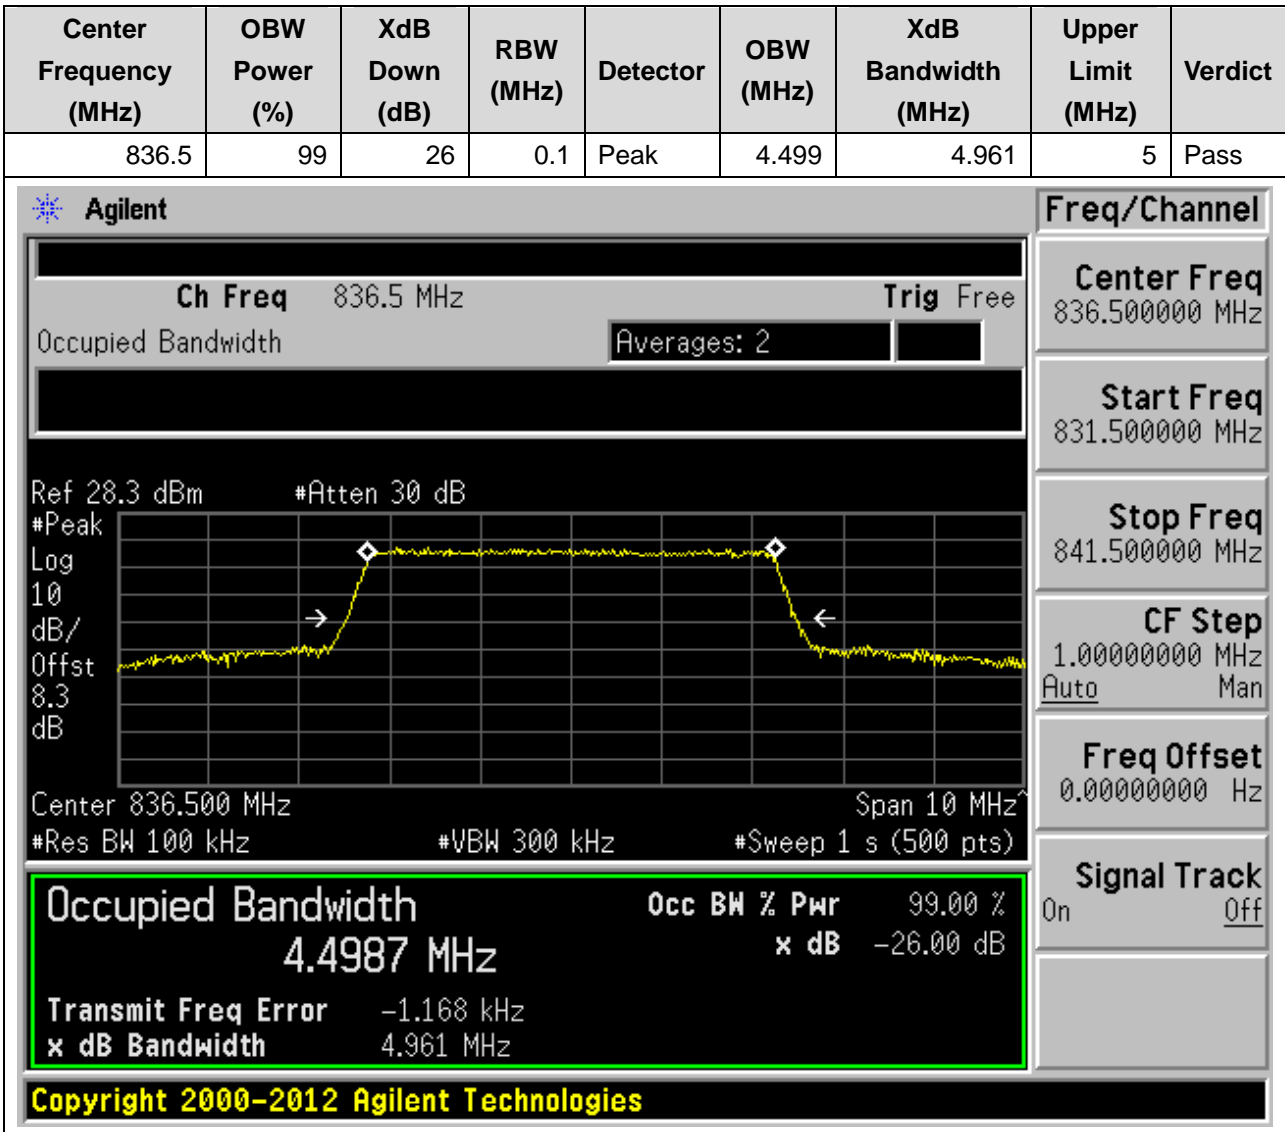 Center Frequency (MHz) OBW Power (%) XdB Down (dB) RBW (MHz) Detector OBW (MHz) XdB Bandwidth (MHz) Upper Limit (MHz) Verdict
836.5 99 26 0.1 Peak 4.499 4.961 5 Pass
Agilent
Freq/Channel
Ch Freq 836.5 MHz Trig Free
Occupied Bandwidth Averages: 2
Center Freq
836.500000 MHz
Start Freq
831.500000 MHz
Stop Freq
841.500000 MHz
CF Step
1.00000000 MHz
Auto Man
Freq Offset
0.00000000 Hz
Signal Track
On Off
Ref 28.3 dBm #Atten 30 dB
#Peak
Log
10
dB/
Offst
8.3
dB
Center 836.500 MHz Span 10 MHz^
#Res BW 100 kHz #VBW 300 kHz #Sweep 1 s (500 pts)
Occupied Bandwidth
4.4987 MHz
Occ BW % Pwr 99.00 %
x dB -26.00 dB
Transmit Freq Error -1.168 kHz
x dB Bandwidth 4.961 MHz
Copyright 2000-2012 Agilent Technologies